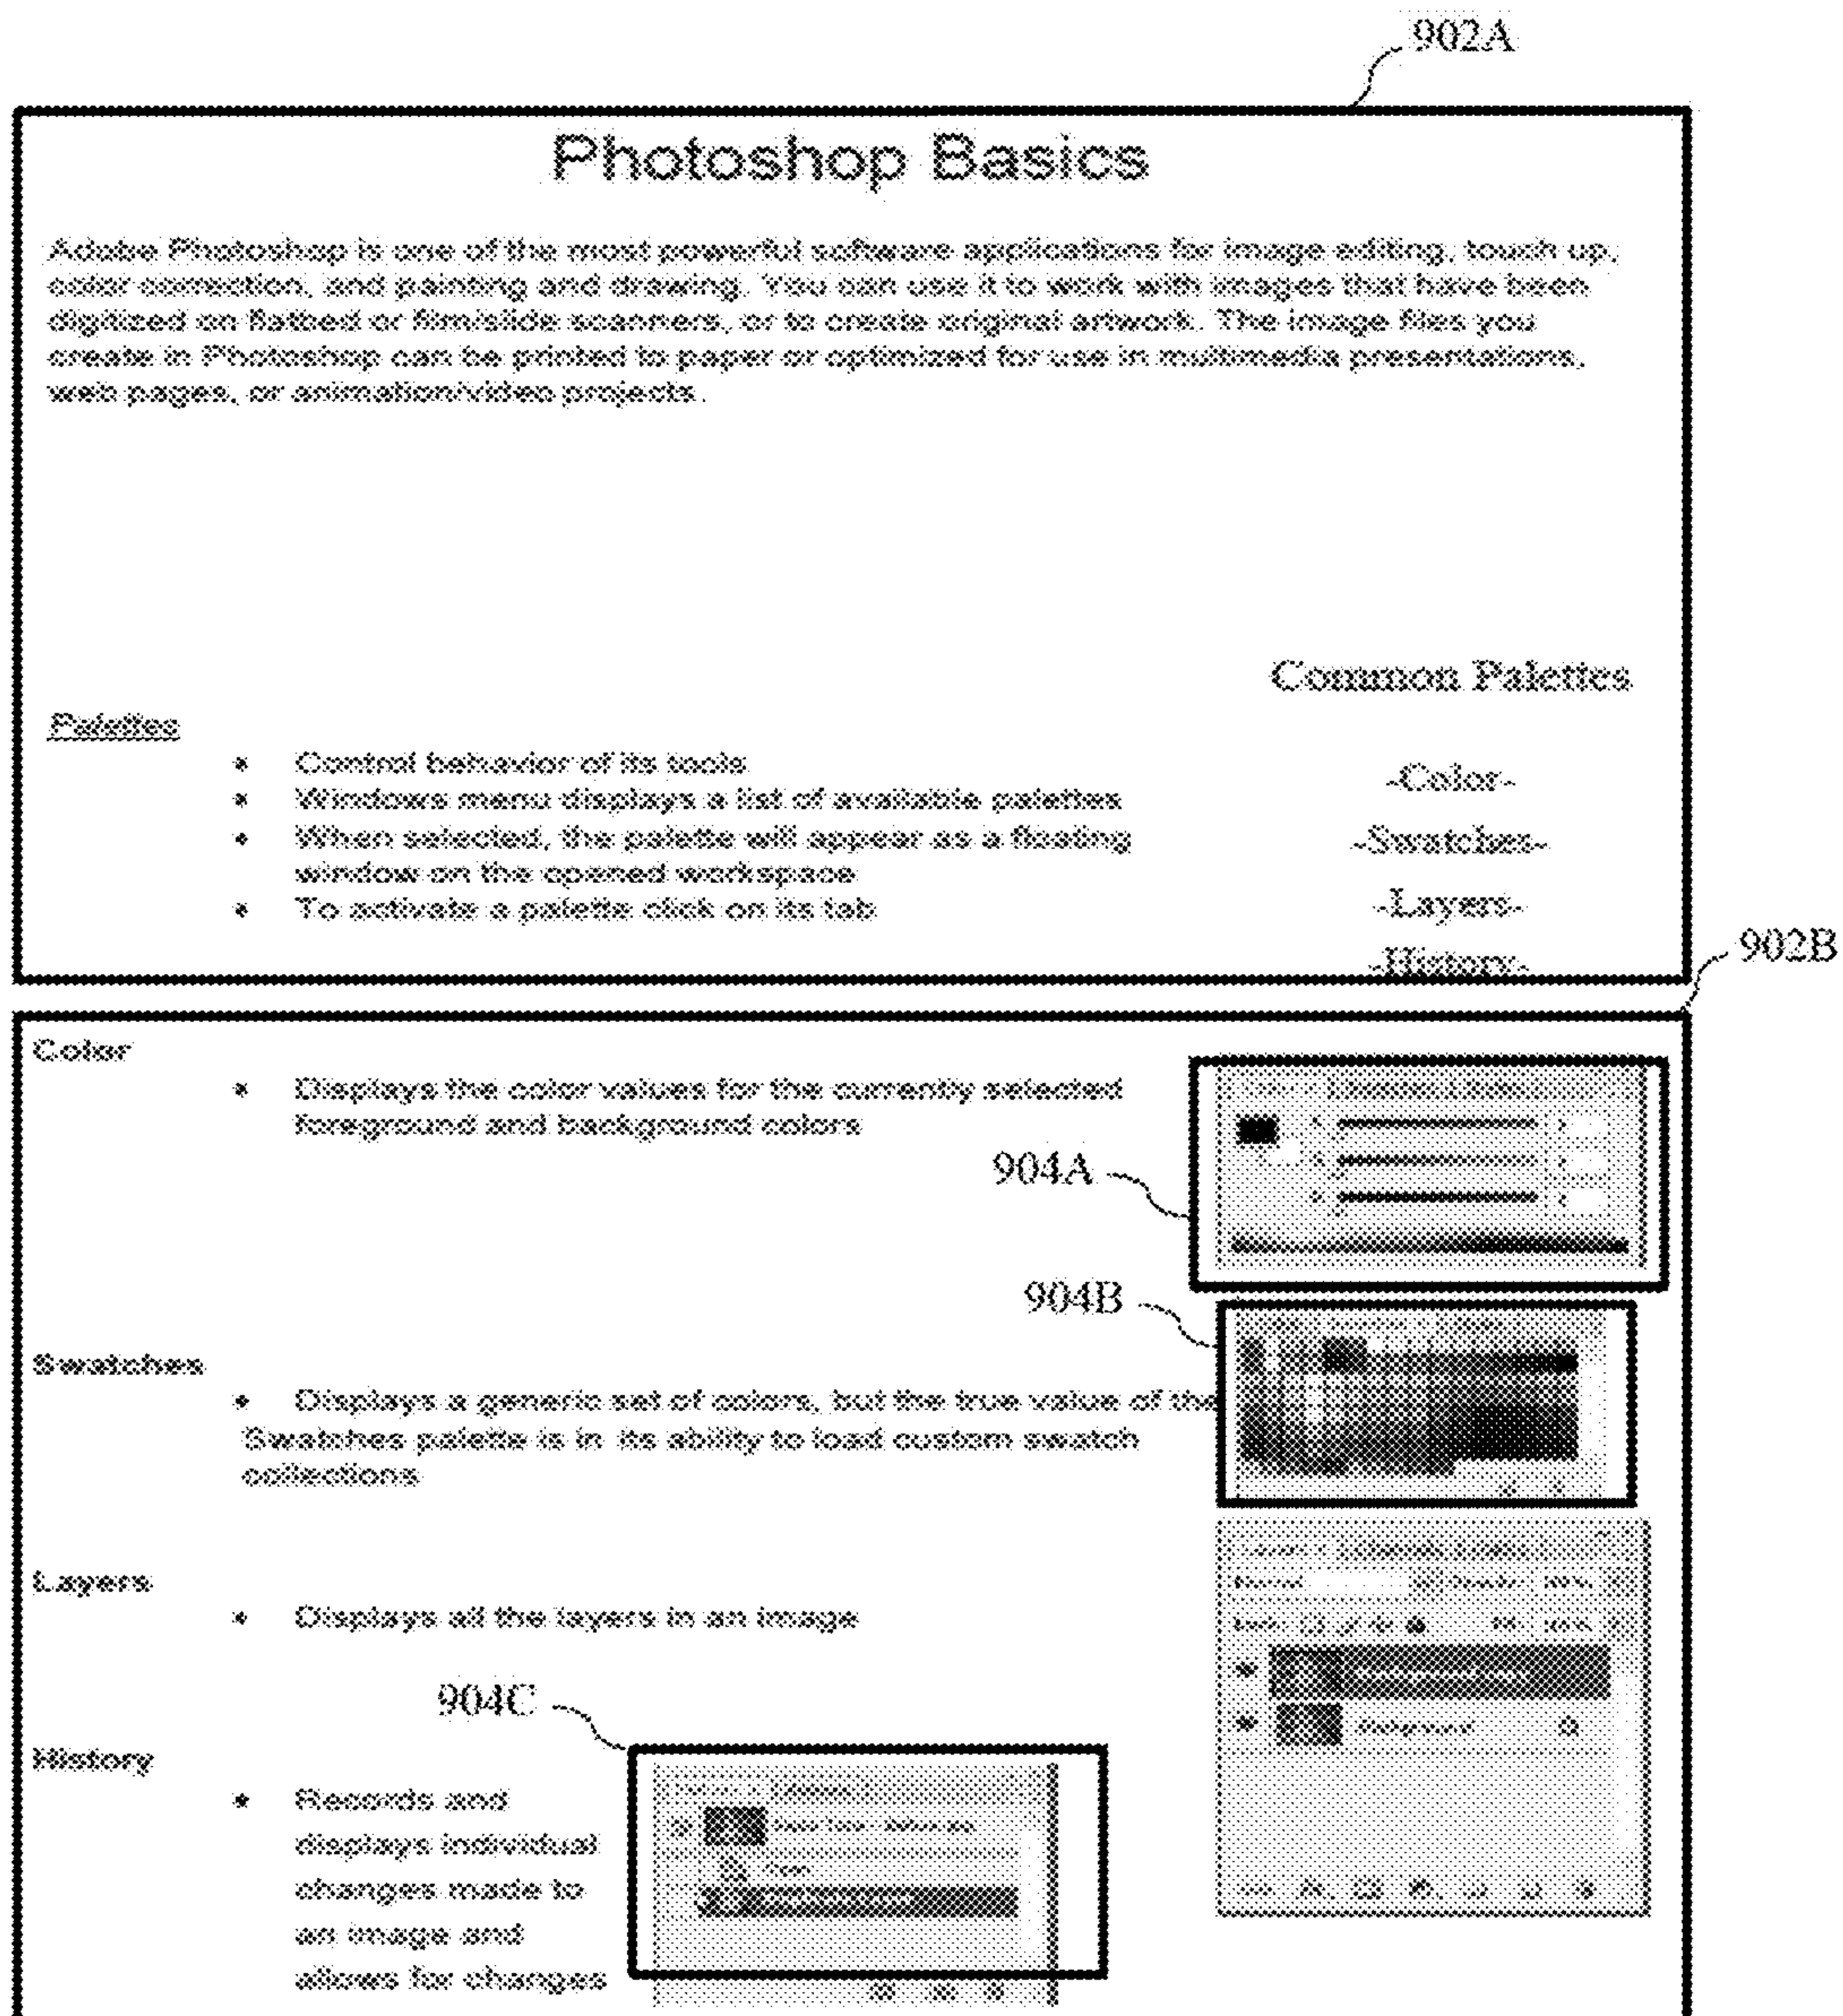 902A
Photoshop Basics
Adobe Photoshop is one of the most powerful software applications for image editing, touch up,
color correction, and painting and drawing. You can use it to work with images that have been
digitized on flatbed or film/slide scanners, or to create original artwork. The image files you
create in Photoshop can be printed to paper or optimized for use in multimedia presentations,
web pages, or animation/video projects.
Common Palettes
Palettes
• Control behavior of its tools
• Windows menu displays a list of available palettes
• When selected, the palette will appear as a floating
window on the opened workspace
• To activate a palette click on its tab
-Color-
-Swatches-
-Layers-
-History-
902B
Color
• Displays the color values for the currently selected
foreground and background colors
904A
904B
Swatches
• Displays a generic set of colors, but the true value of the
Swatches palette is in its ability to load custom swatch
collections
Layers
• Displays all the layers in an image
Background
904C
History
• Records and
displays individual
changes made to
an image and
allows for changes